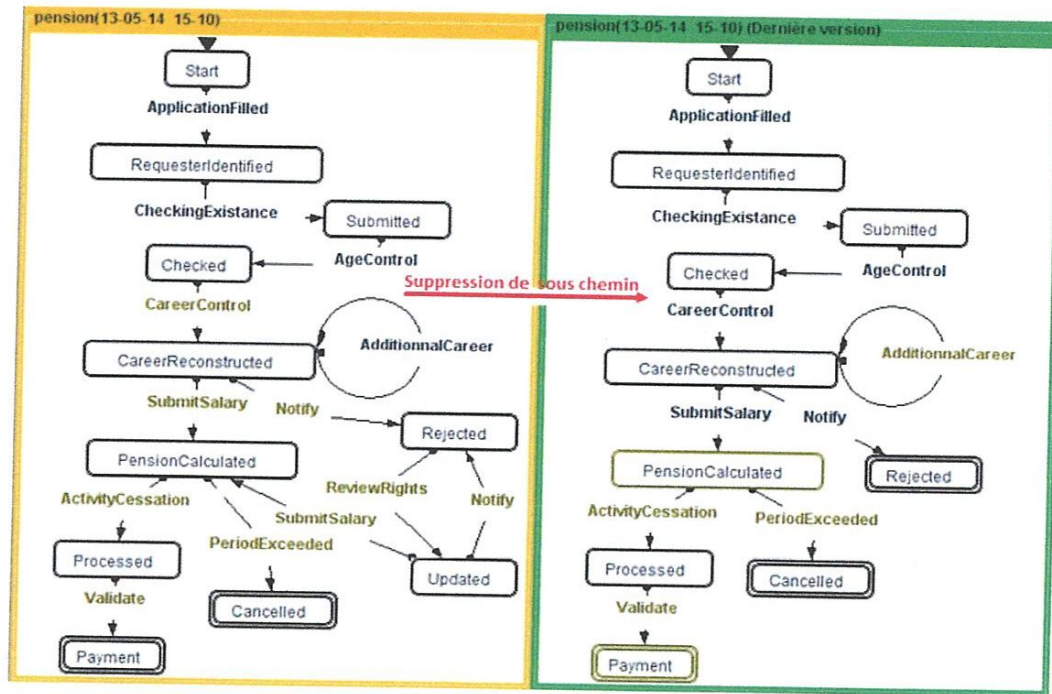 pension(13-05-14 15-10)
Start
ApplicationFilled
RequesterIdentified
CheckingExistance
Submitted
AgeControl
Checked
CareerControl
AdditionnalCareer
CareerReconstructed
SubmitSalary
Notify
Rejected
PensionCalculated
ReviewRights
ActivityCessation
Notify
SubmitSalary
PeriodExceeded
Processed
Updated
Validate
Cancelled
Payment
Suppression de sous chemin
pension(13-05-14 15-10) (Dernière version)
Start
ApplicationFilled
RequesterIdentified
CheckingExistance
Submitted
AgeControl
Checked
CareerControl
AdditionnalCareer
CareerReconstructed
SubmitSalary
Notify
PensionCalculated
Rejected
ActivityCessation
PeriodExceeded
Processed
Cancelled
Validate
Payment